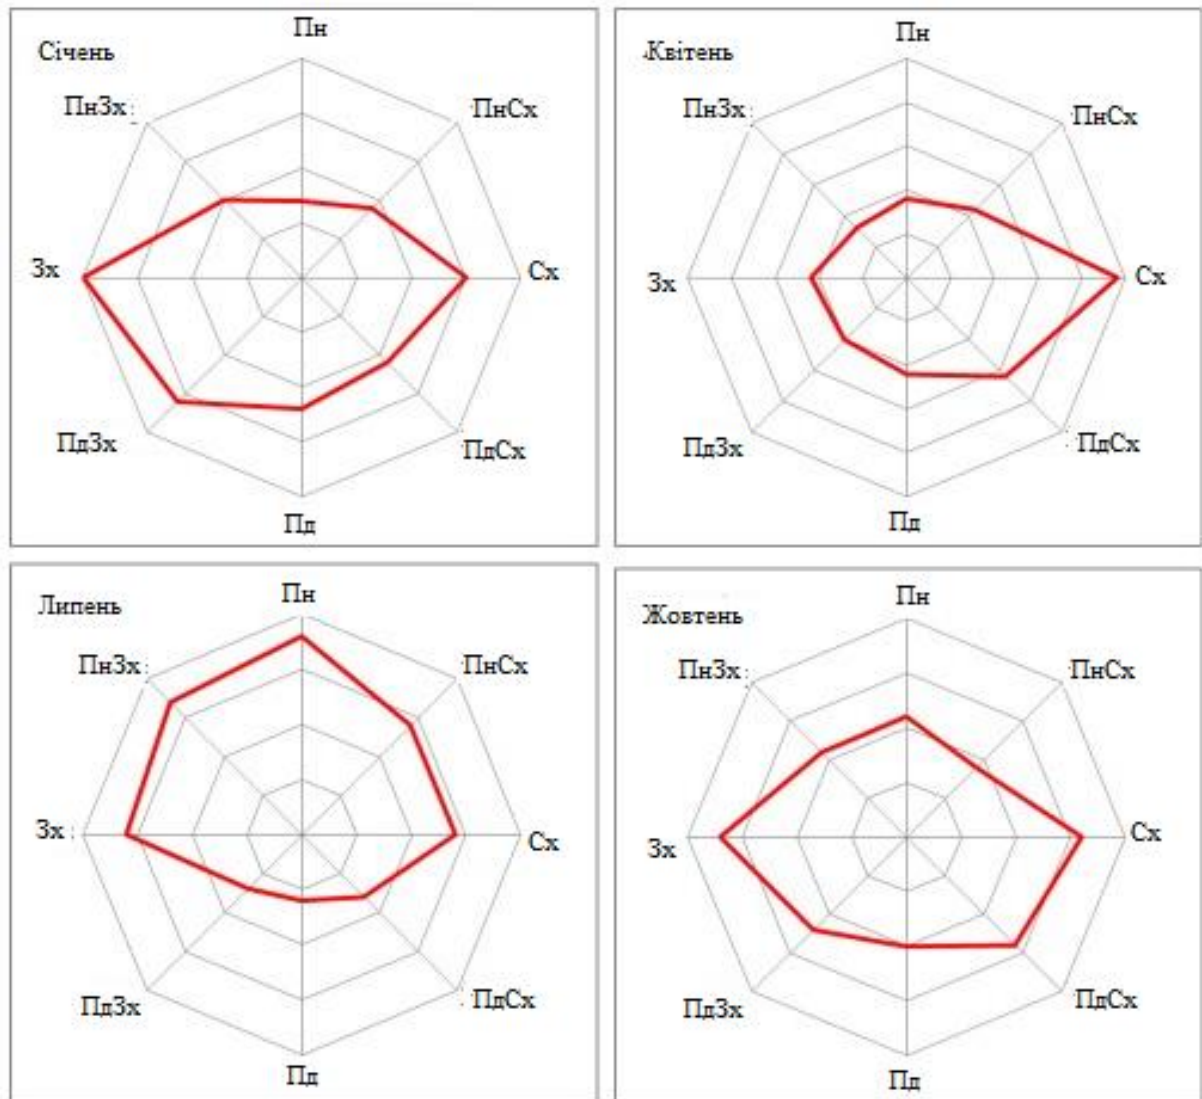 Січень
Пн
ПнЗх
ПнСх
Зх
Сх
ПдЗх
ПдСх
Пд
Квітень
Пн
ПнЗх
ПнСх
Зх
Сх
ПдЗх
ПдСх
Пд
Липень
Пн
ПнЗх
ПнСх
Зх
Сх
ПдЗх
ПдСх
Пд
Жовтень
Пн
ПнЗх
ПнСх
Зх
Сх
ПдЗх
ПдСх
Пд